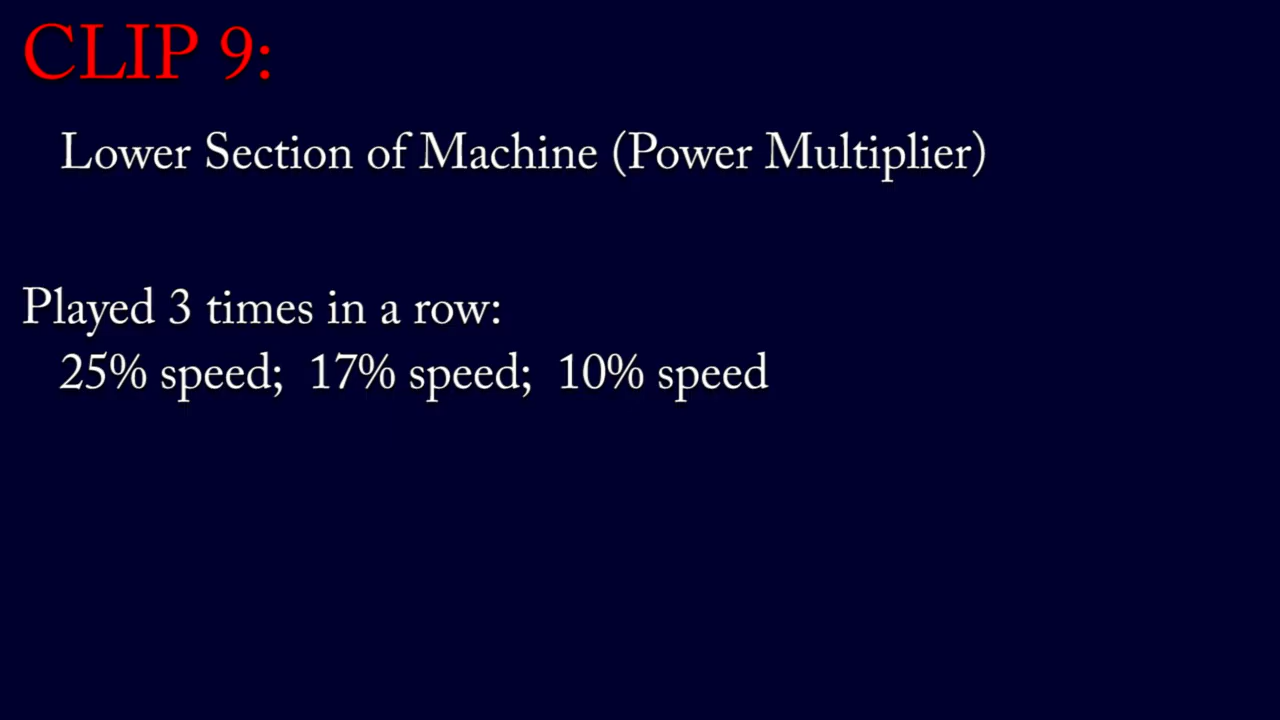 CLIP 9:
Lower Section of Machine (Power Multiplier)
Played 3 times in a row:
25% speed; 17% speed; 10% speed